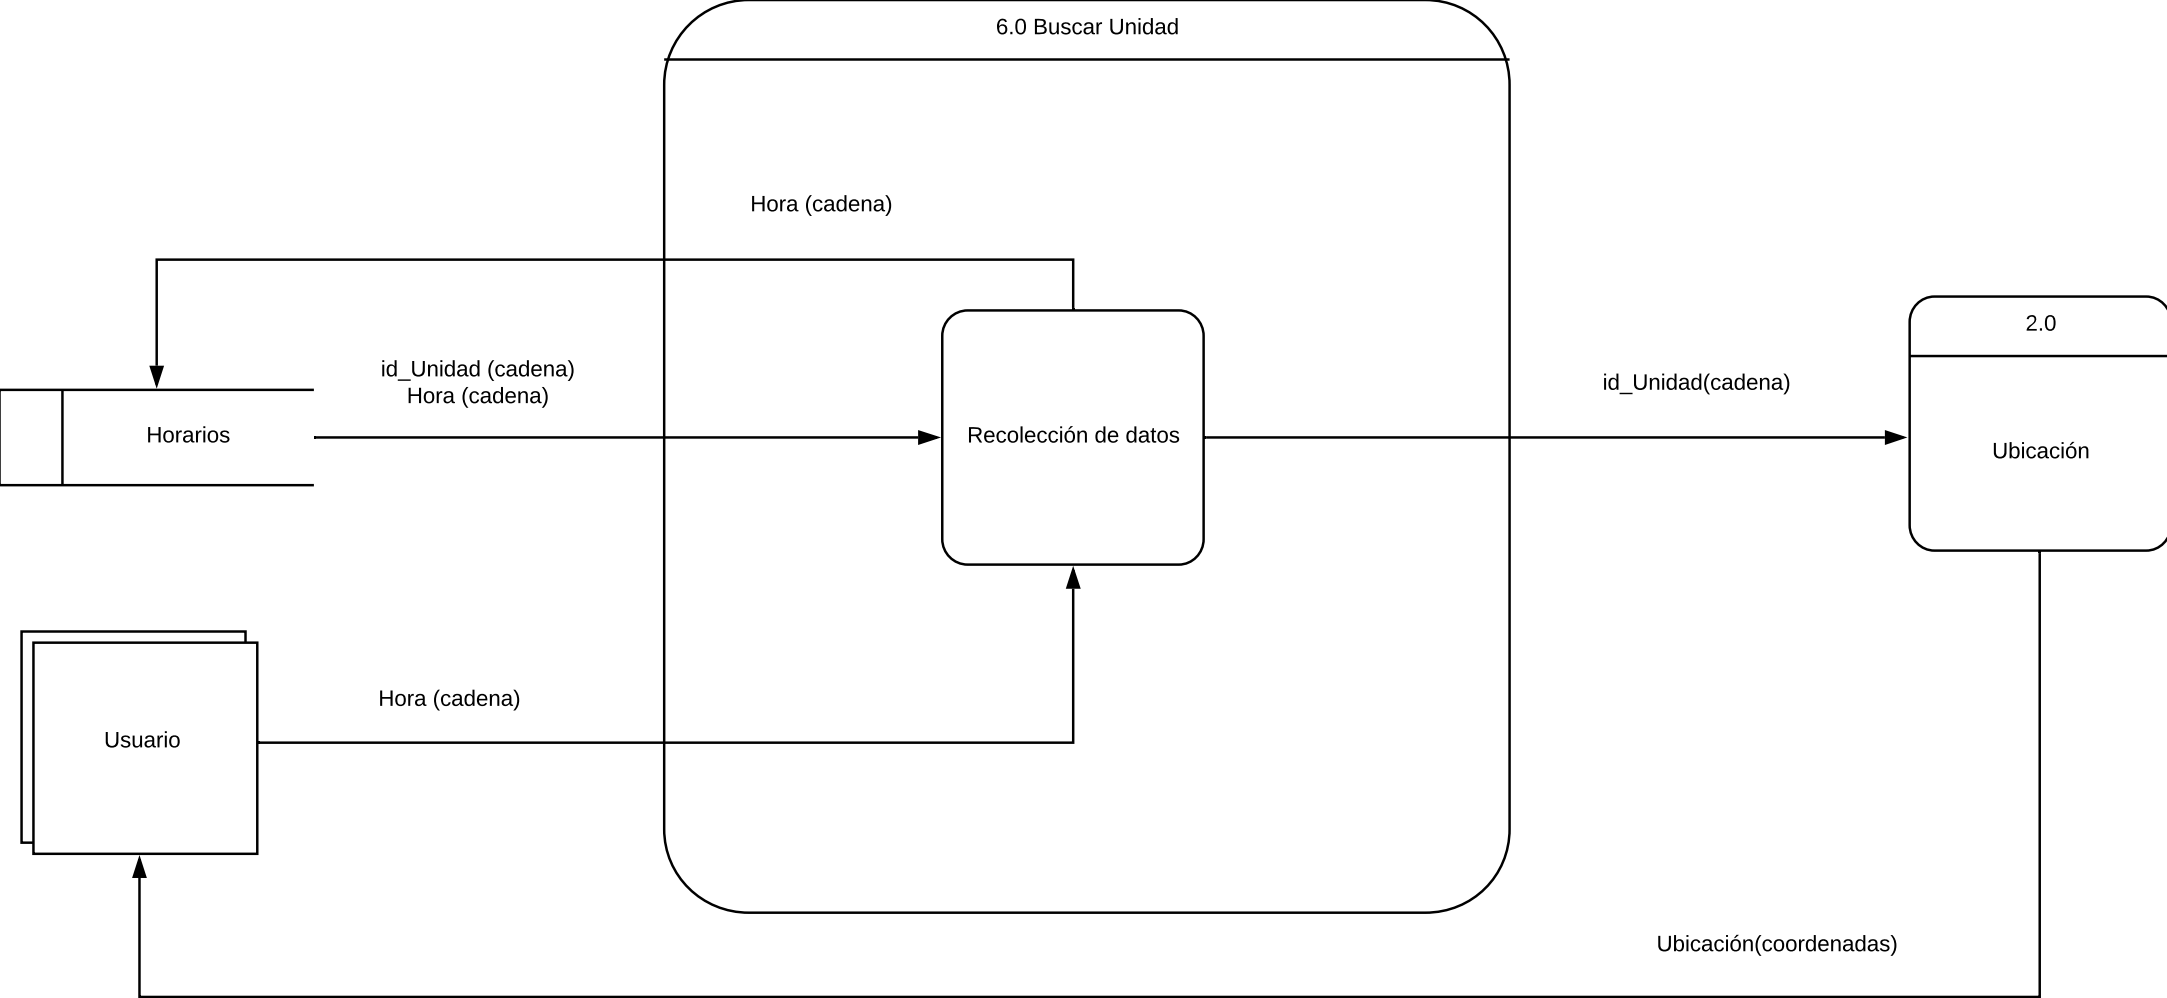 6.0 Buscar Unidad
Hora (cadena)
2.0
id_Unidad (cadena)
Hora (cadena)
id_Unidad(cadena)
Horarios
Recolección de datos
Ubicación
Hora (cadena)
Usuario
Ubicación(coordenadas)